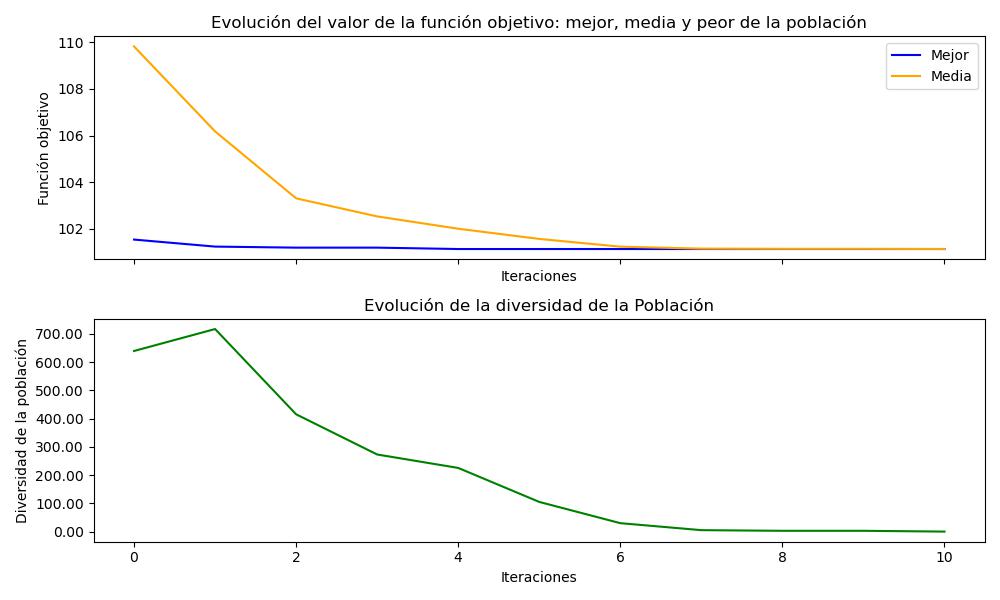 Evolución del valor de la función objetivo: mejor, media y peor de la población
110
108
106
104
102
Función objetivo
Mejor
Media
Iteraciones
Evolución de la diversidad de la Población
700.00
600.00
500.00
400.00
300.00
200.00
100.00
0.00
Diversidad de la población
0 2 4 6 8 10
Iteraciones